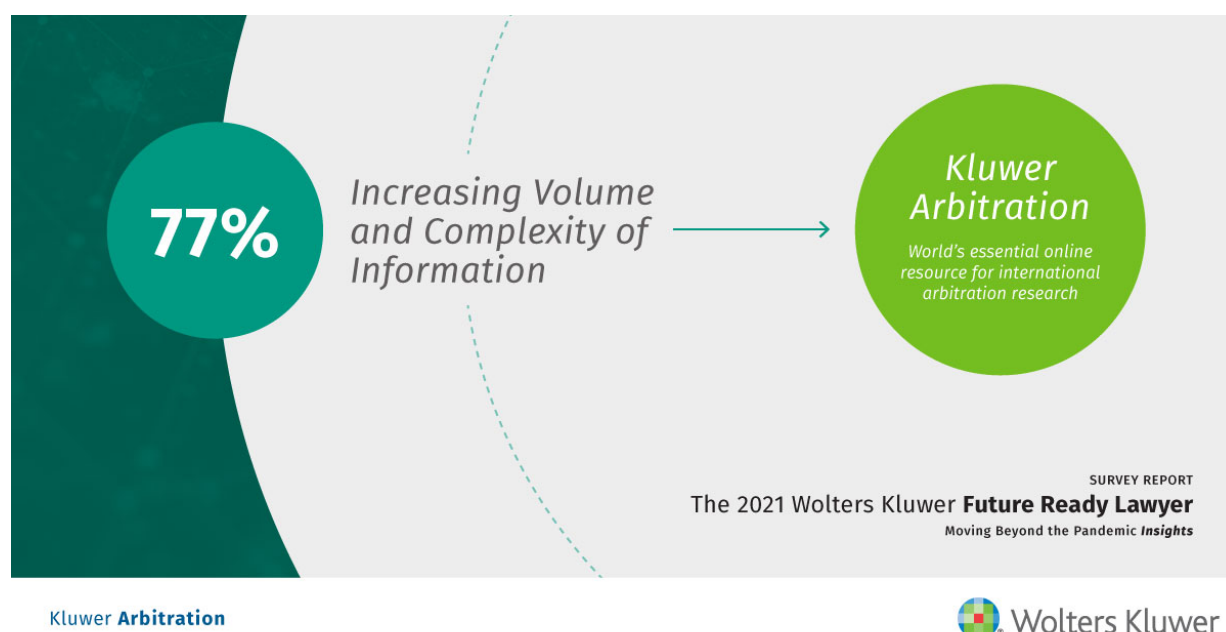 77%
Increasing Volume
and Complexity of
Information
Kluwer
Arbitration
World's essential online
resource for international
arbitration research
SURVEY REPORT
The 2021 Wolters Kluwer Future Ready Lawyer
Moving Beyond the Pandemic Insights
Kluwer Arbitration
Wolters Kluwer